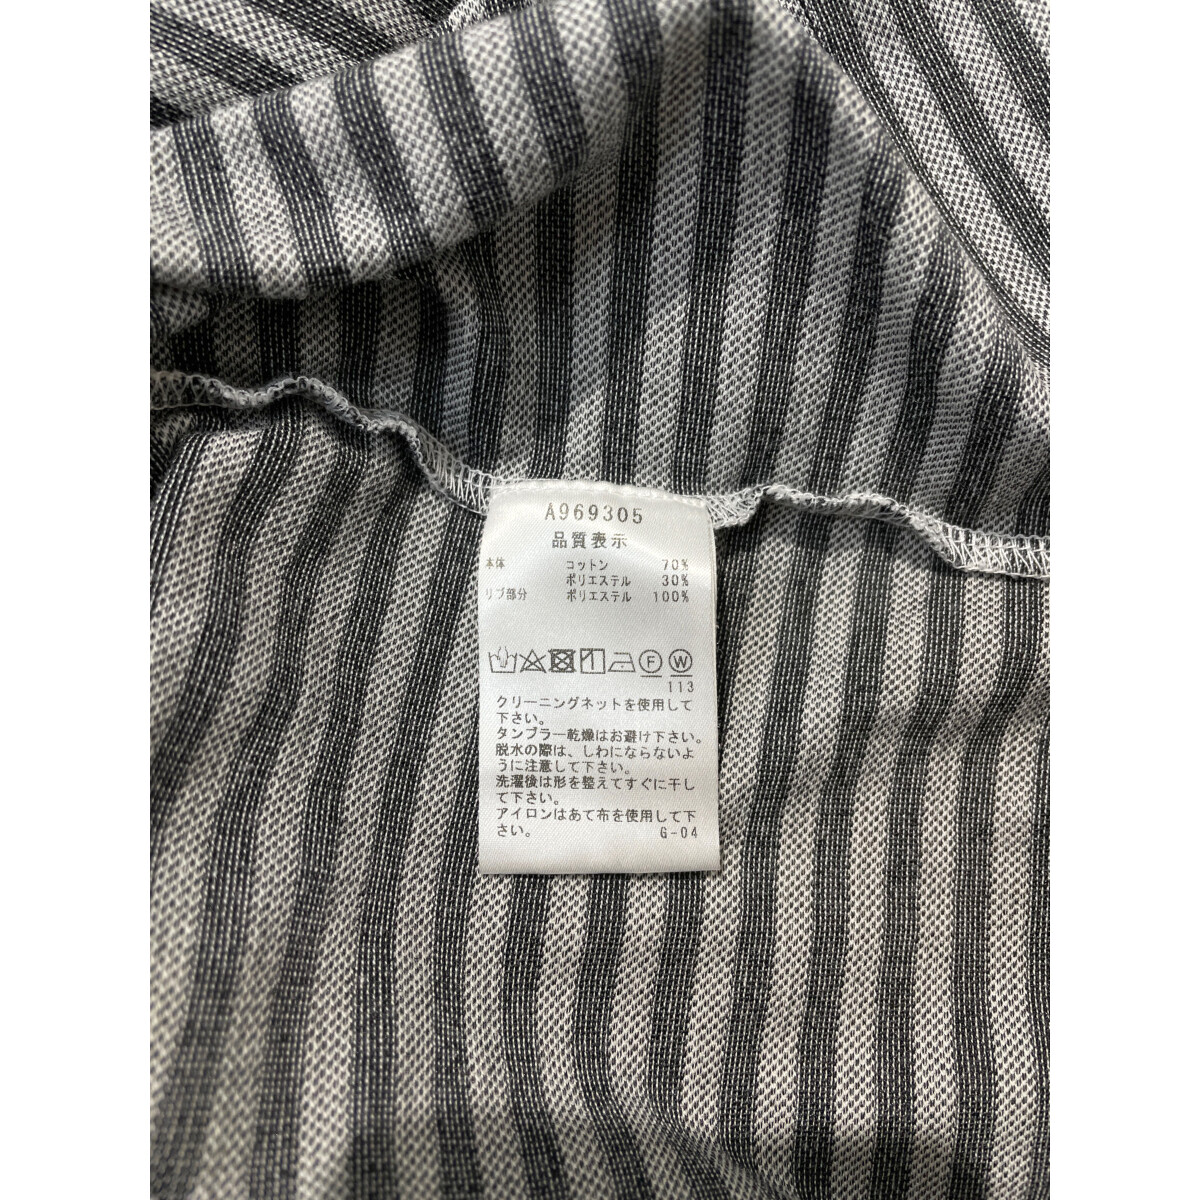 A969305
品質表示
本体 コットン 70%
ポリエステル 30%
リブ部分 ポリエステル 100%
F W
113
クリーニングネットを使用して
下さい。
タンブラー乾燥はお避け下さい。
脱水の際は、しわにならないよ
うに注意して下さい。
洗濯後は形を整えてすぐに干し
て下さい。
アイロンはあて布を使用して下
さい。 G-04